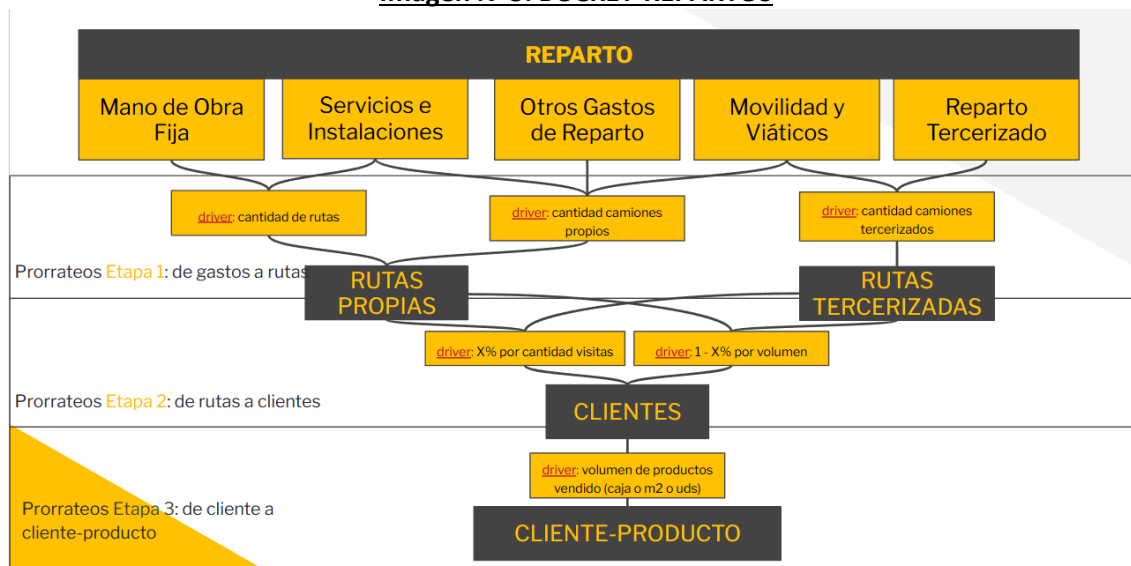 REPARTO
Mano de Obra
Fija
Servicios e
Instalaciones
Otros Gastos
de Reparto
Movilidad y
Viáticos
Reparto
Tercerizado
driver: cantidad de rutas
driver: cantidad camiones
propios
driver: cantidad camiones
tercerizados
Prorrateos Etapa 1: de gastos a rutas
RUTAS
PROPIAS
RUTAS
TERCERIZADAS
driver: X% por cantidad visitas
driver: 1 - X% por volumen
Prorrateos Etapa 2: de rutas a clientes
CLIENTES
driver: volumen de productos
vendido (caja o m2 o uds)
Prorrateos Etapa 3: de cliente a
cliente-producto
CLIENTE-PRODUCTO